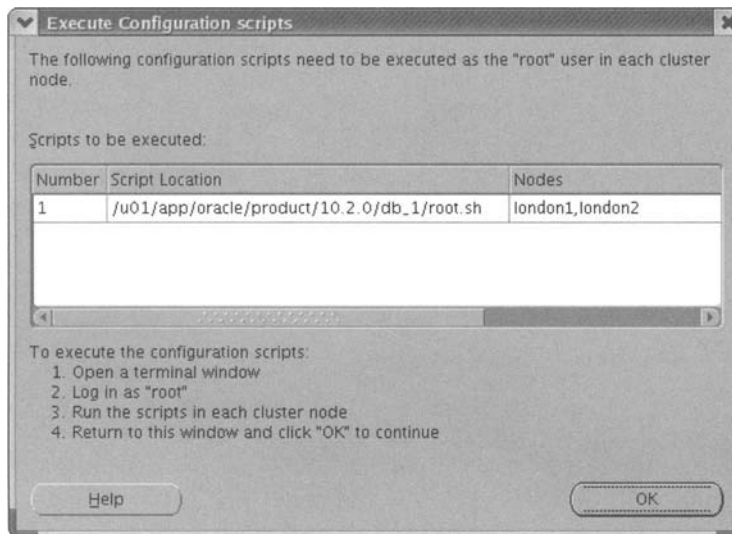 Execute Configuration scripts
The following configuration scripts need to be executed as the "root" user in each cluster
node.
Scripts to be executed:
Number Script Location Nodes
1 /u01/app/oracle/product/10.2.0/db_1/root.sh london1,london2
To execute the configuration scripts:
1. Open a terminal window
2. Log in as "root"
3. Run the scripts in each cluster node
4. Return to this window and click "OK" to continue
Help OK